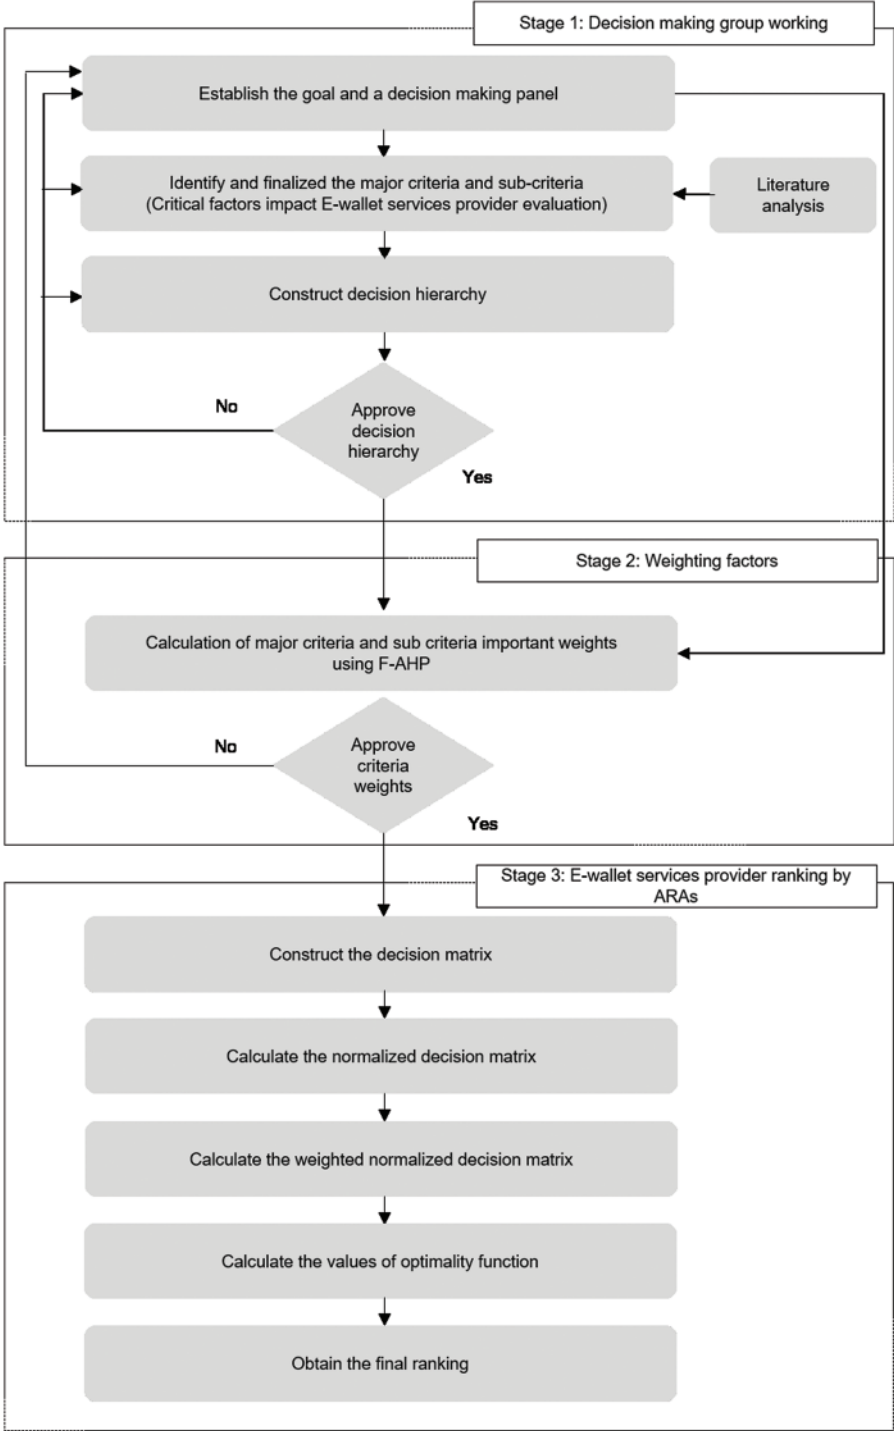 Stage 1: Decision making group working
Establish the goal and a decision making panel
Identify and finalized the major criteria and sub-criteria
(Critical factors impact E-wallet services provider evaluation)
Literature
analysis
Construct decision hierarchy
Approve
decision
hierarchy
No
Yes
Stage 2: Weighting factors
Calculation of major criteria and sub criteria important weights
using F-AHP
Approve
criteria
weights
No
Yes
Stage 3: E-wallet services provider ranking by
ARAs
Construct the decision matrix
Calculate the normalized decision matrix
Calculate the weighted normalized decision matrix
Calculate the values of optimality function
Obtain the final ranking